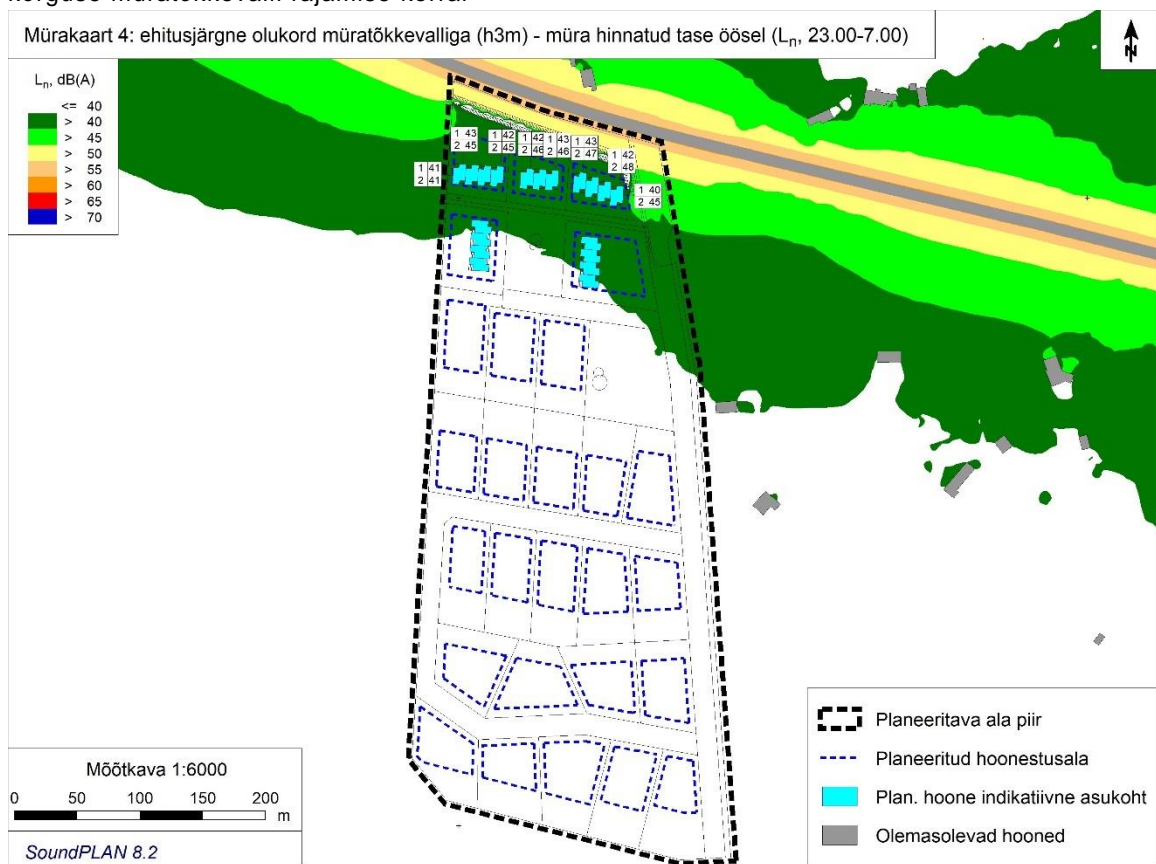 kõrguse müratõkkevalli rajamise korral
Mürakaart 4: ehitusjärgne olukord müratõkkevalliga (h3m) - müra hinnatud tase öösel (Ln, 23.00-7.00)
N
Ln, dB(A)
<= 40
> 40
> 45
> 50
> 55
> 60
> 65
> 70
1 43
2 45
1 42
2 45
1 42
2 46
1 43
2 46
1 43
2 47
1 42
2 48
1 41
2 41
1 40
2 45
Planeeritava ala piir
Planeeritud hoonestusala
Plan. hoone indikatiivne asukoht
Olemasolevad hooned
Mõõtkava 1:6000
0 50 100 150 200
m
SoundPLAN 8.2